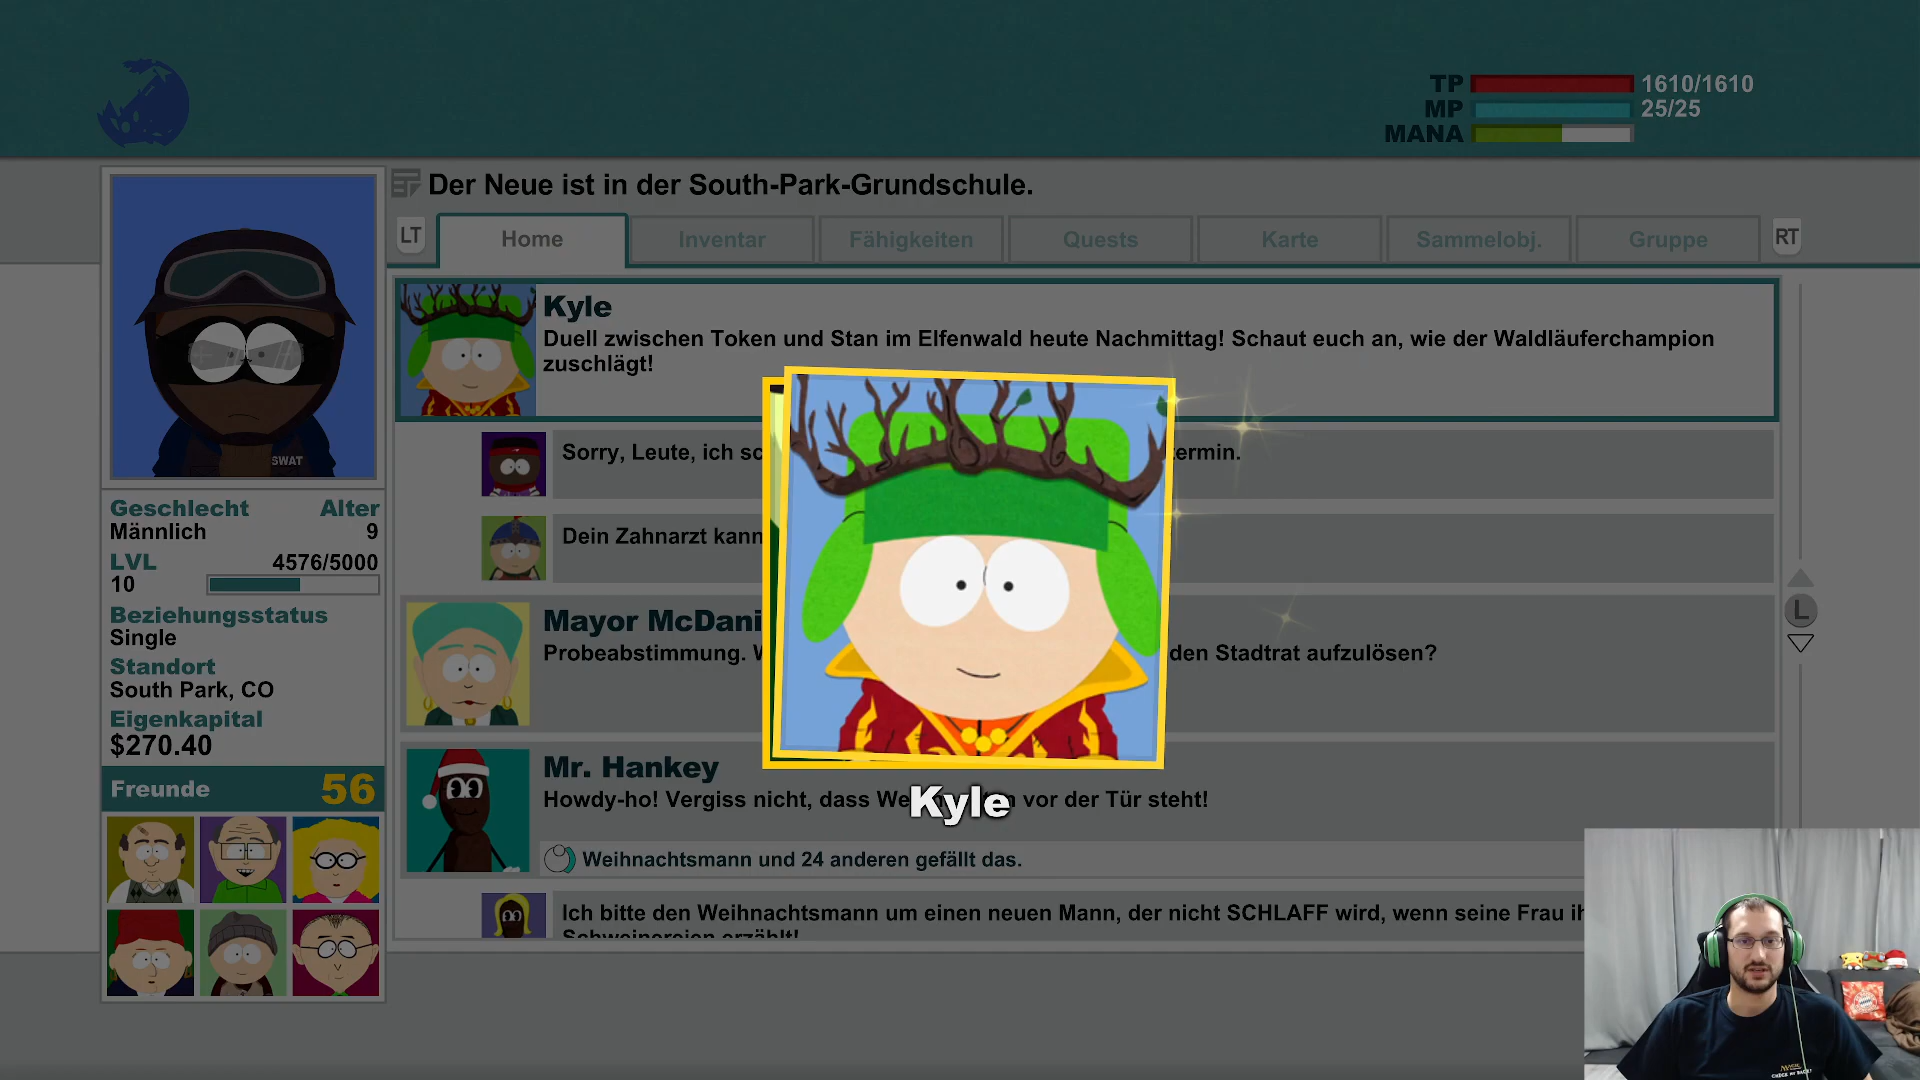 TP 1610/1610
MP 25/25
MANA
Der Neue ist in der South-Park-Grundschule.
LT Home Inventar Fähigkeiten Quests Karte Sammelobj. Gruppe RT
SWAT
Kyle
Duell zwischen Token und Stan im Elfenwald heute Nachmittag! Schaut euch an, wie der Waldläuferchampion
zuschlägt!
Sorry, Leute, ich termin.
Dein Zahnarzt kann
Geschlecht Alter
Männlich 9
LVL 4576/5000
10
Beziehungsstatus
Single
Standort
South Park, CO
Eigenkapital
$270.40
Freunde 56
Mayor McDani
Probeabstimmung. den Stadtrat aufzulösen?
L
Mr. Hankey
Howdy-ho! Vergiss nicht, dass vor der Tür steht!
Kyle
Weihnachtsmann und 24 anderen gefällt das.
Ich bitte den Weihnachtsmann um einen neuen Mann, der nicht SCHLAFF wird, wenn seine Frau
Schweinereien erzählt!